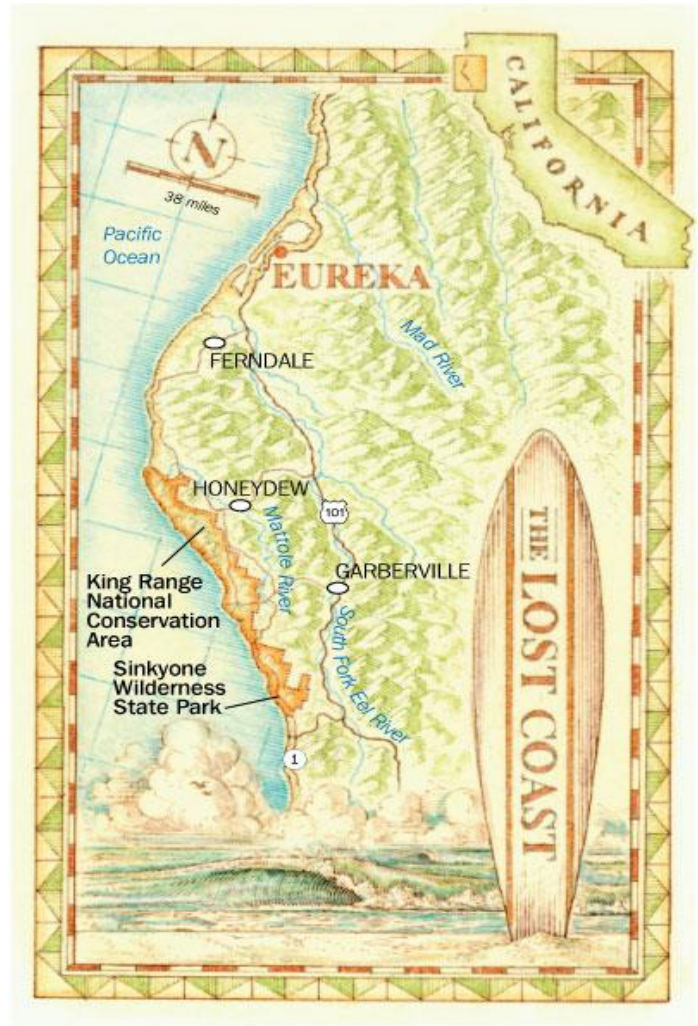 CALIFORNIA
N
38 miles
Pacific
Ocean
EUREKA
Mad River
FERNDALE
HONEYDEW
Mattole River
101
GARBERVILLE
King Range
National
Conservation
Area
South Fork Eel River
Sinkyone
Wilderness
State Park
1
THE LOST COAST